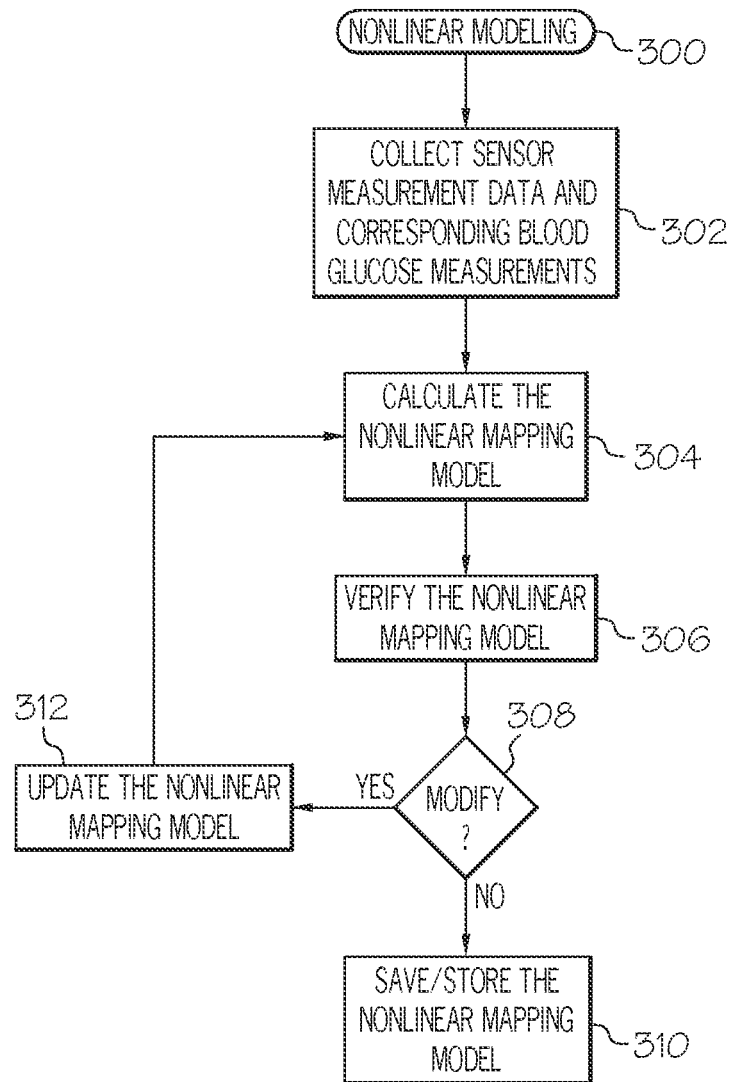 NONLINEAR MODELING
300
COLLECT SENSOR
MEASUREMENT DATA AND
CORRESPONDING BLOOD
GLUCOSE MEASUREMENTS
302
CALCULATE THE
NONLINEAR MAPPING
MODEL
304
VERIFY THE NONLINEAR
MAPPING MODEL
306
308
MODIFY
?
YES
312
UPDATE THE NONLINEAR
MAPPING MODEL
NO
SAVE/STORE THE
NONLINEAR MAPPING
MODEL
310